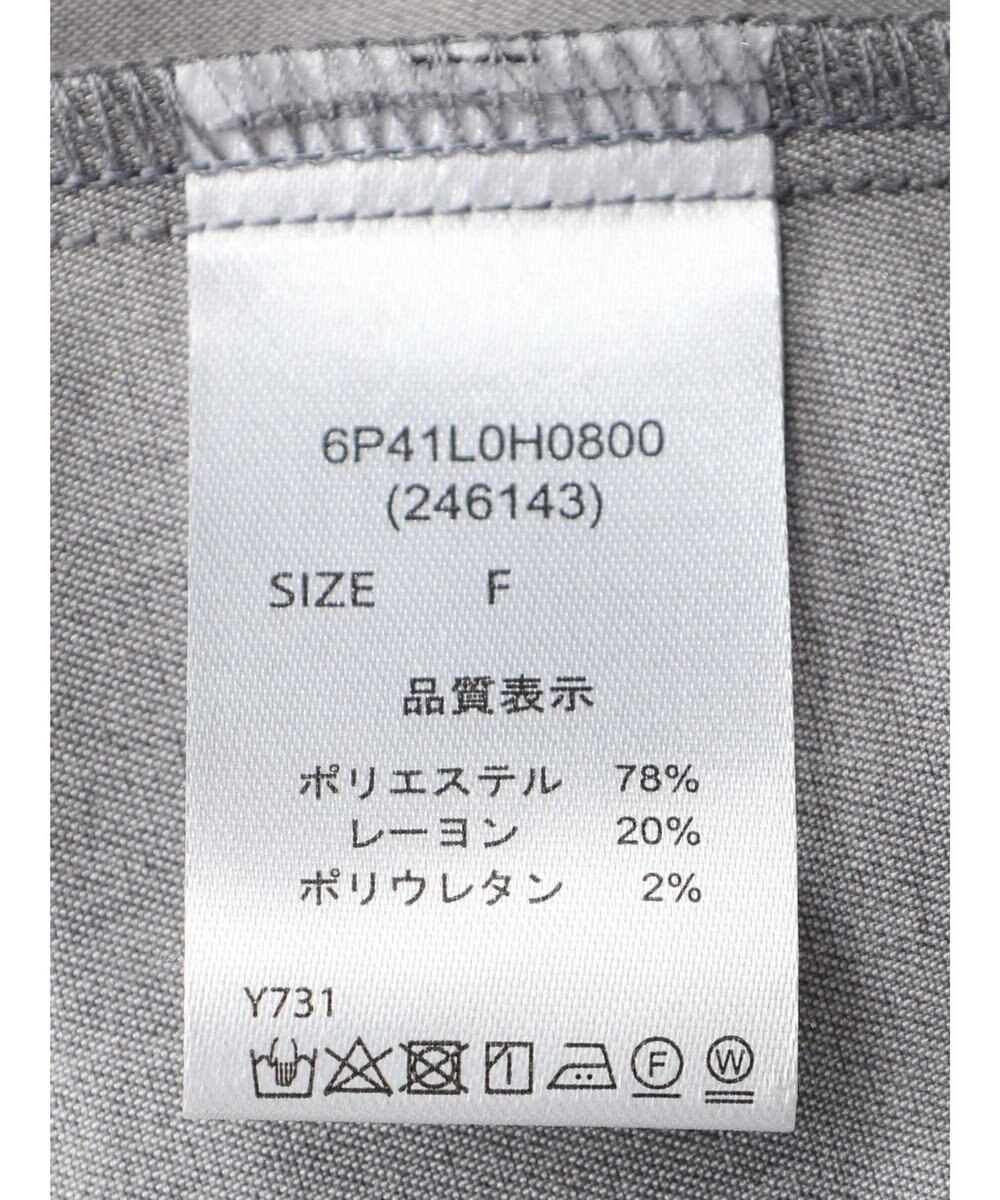 6P41L0H0800
(246143)
SIZE F
品質表示
ポリエステル 78%
レーヨン 20%
ポリウレタン 2%
Y731
F W